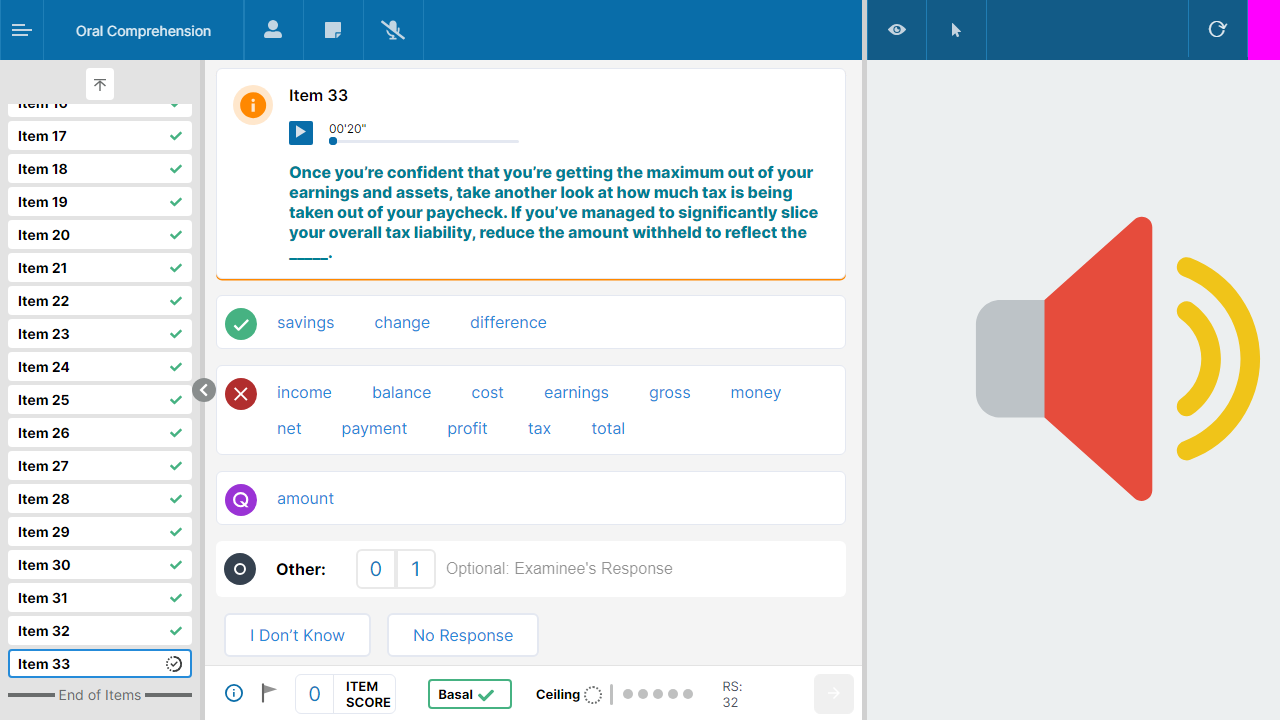 Oral Comprehension
Item 16
Item 17
Item 18
Item 19
Item 20
Item 21
Item 22
Item 23
Item 24
Item 25
Item 26
Item 27
Item 28
Item 29
Item 30
Item 31
Item 32
Item 33
End of Items
Item 33
00'20"
Once you’re confident that you’re getting the maximum out of your
earnings and assets, take another look at how much tax is being
taken out of your paycheck. If you’ve managed to significantly slice
your overall tax liability, reduce the amount withheld to reflect the
_____.
savings change difference
income balance cost earnings gross money
net payment profit tax total
Q amount
Other: 0 1 Optional: Examinee's Response
I Don’t Know No Response
0 ITEM SCORE Basal Ceiling RS: 32